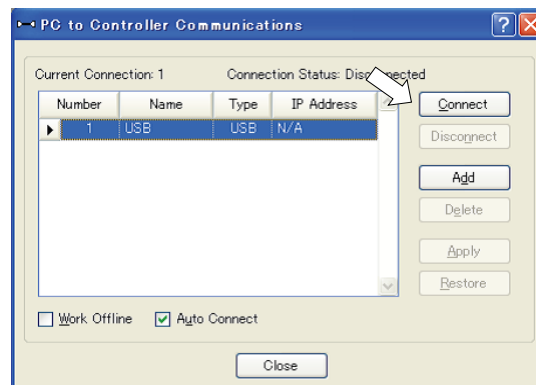 PC to Controller Communications
Current Connection: 1 Connection Status: Disconnected
Number Name Type IP Address
1 USB USB N/A
Connect
Disconnect
Add
Delete
Apply
Restore
Work Offline Auto Connect
Close